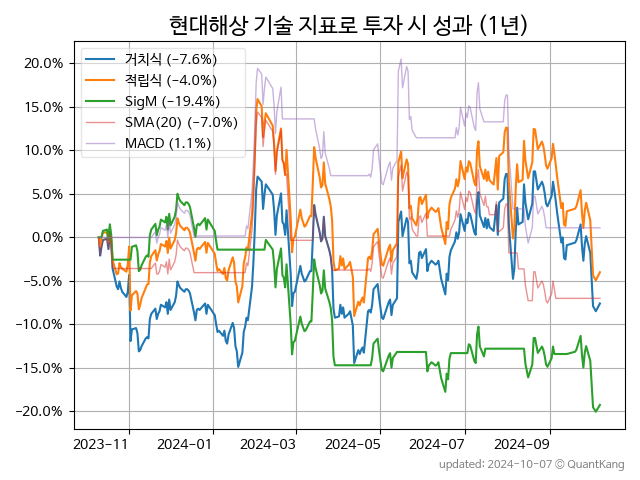 현대해상 기술 지표로 투자 시 성과 (1년)
거치식 (−7.6%)
적립식 (−4.0%)
SigM (−19.4%)
SMA(20) (−7.0%)
MACD (1.1%)
20.0%
15.0%
10.0%
5.0%
0.0%
−5.0%
−10.0%
−15.0%
−20.0%
2023-11 2024-01 2024-03 2024-05 2024-07 2024-09
updated: 2024-10-07 © QuantKang